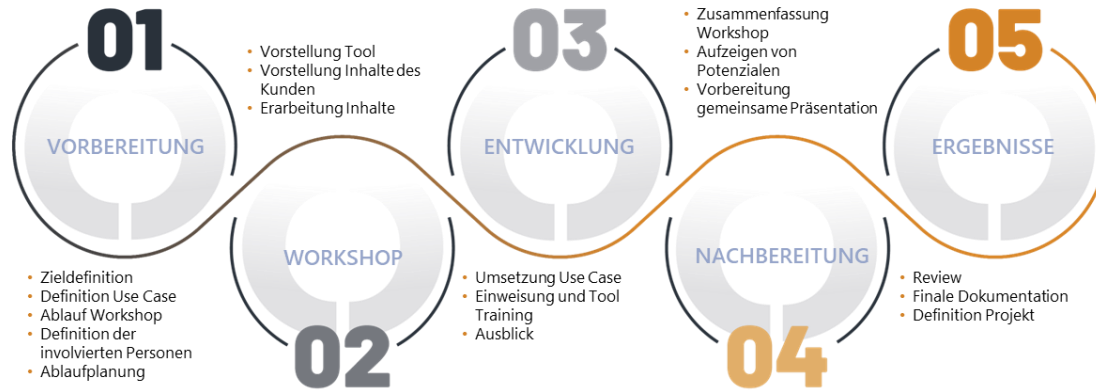 01
VORBEREITUNG
• Zieldefinition
• Definition Use Case
• Ablauf Workshop
• Definition der
involvierten Personen
• Ablaufplanung
• Vorstellung Tool
• Vorstellung Inhalte des
Kunden
• Erarbeitung Inhalte
WORKSHOP
02
03
ENTWICKLUNG
• Umsetzung Use Case
• Einweisung und Tool
Training
• Ausblick
• Zusammenfassung
Workshop
• Aufzeigen von
Potenzialen
• Vorbereitung
gemeinsame Präsentation
NACHBEREITUNG
04
05
ERGEBNISSE
• Review
• Finale Dokumentation
• Definition Projekt